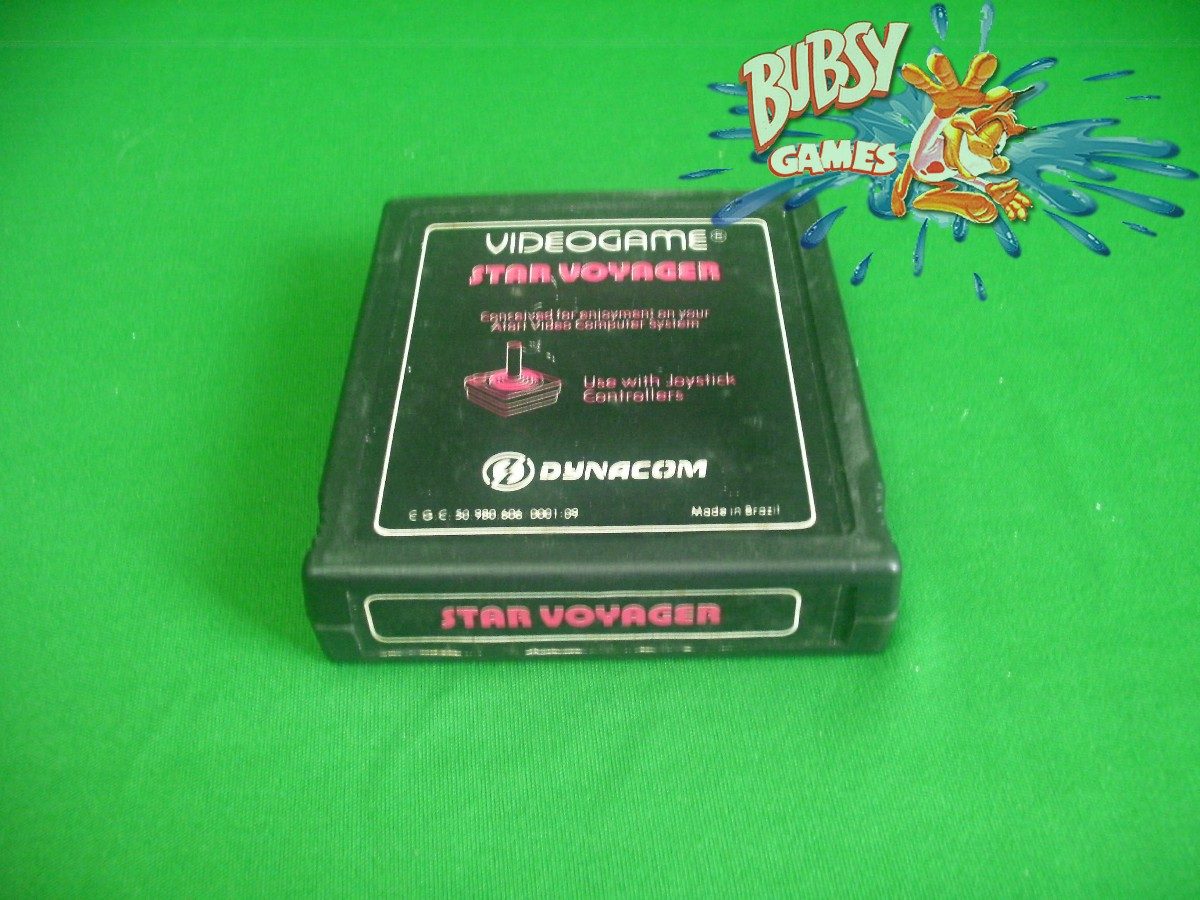 BUBSY
GAMES
VIDEOGAME®
STAR VOYAGER
Conceived for enjoyment on your
Atari Video Computer System
Use with Joystick
Controllers
DYNACOM
C G C 50 980 606 0001-09
Made in Brazil
STAR VOYAGER